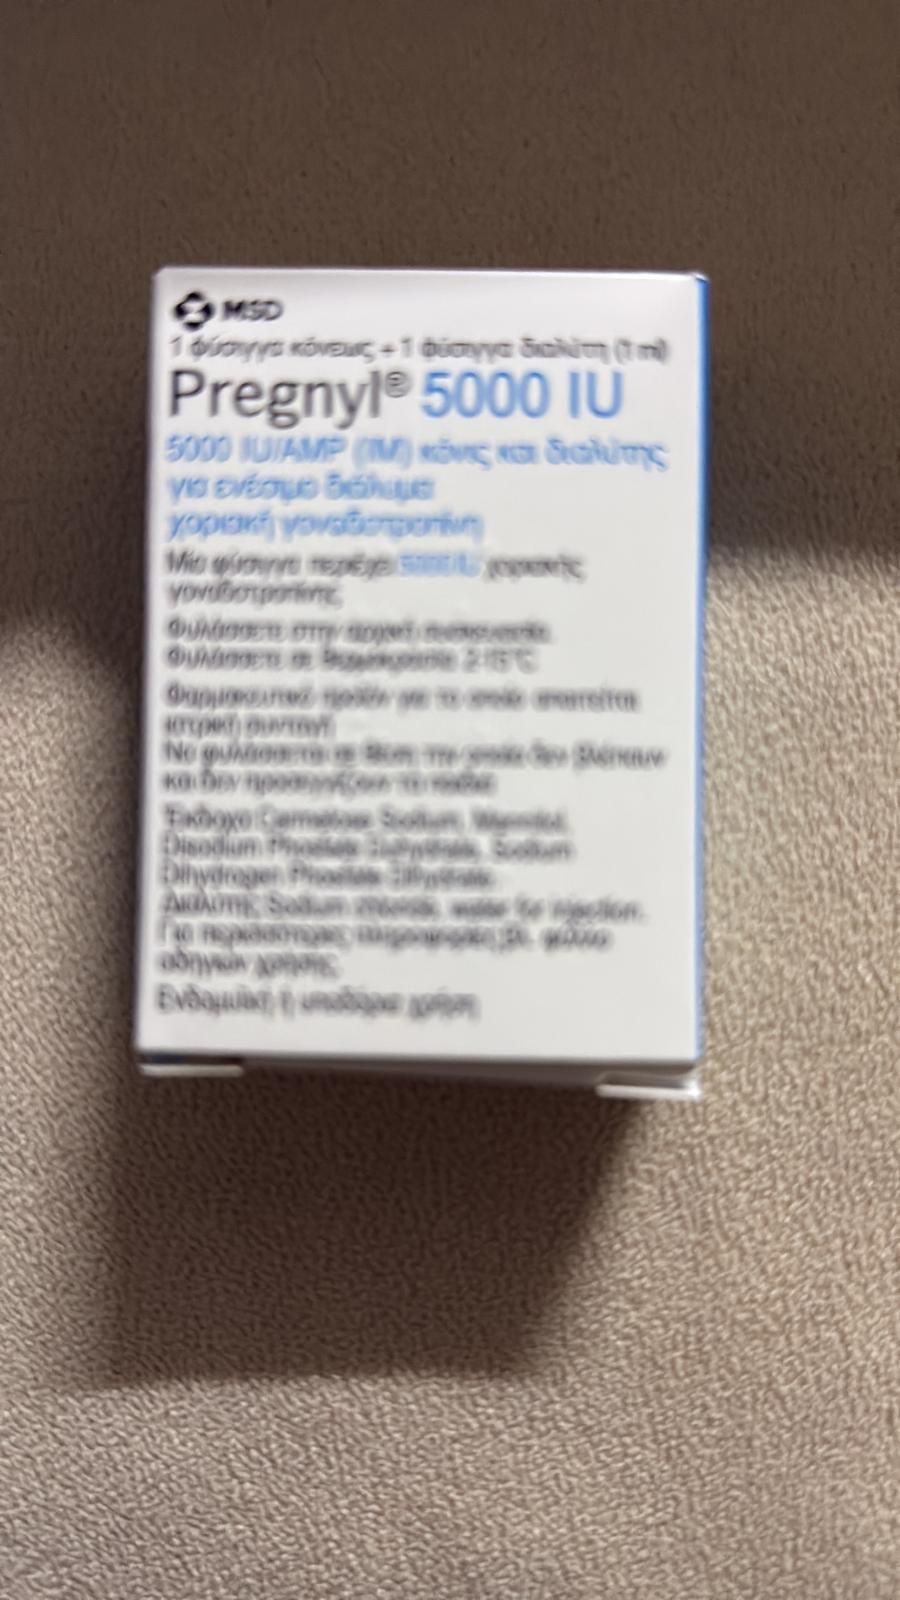 MSD
1 φύσιγγα κόνεως + 1 φύσιγγα διαλύτη (1 ml)
Pregnyl® 5000 IU
5000 IU/AMP (IM) κόνις και διαλύτης
για ενέσιμο διάλυμα
χοριακή γοναδοτροπίνη
Μία φύσιγγα περιέχει 5000 IU χοριακής
γοναδοτροπίνης
Φυλάσσεται στην αρχική συσκευασία
Φυλάσσεται σε θερμοκρασία 2-15°C
Φαρμακευτικό προϊόν για το οποίο απαιτείται
ιατρική συνταγή
Να φυλάσσεται σε θέση την οποία δεν βλέπουν
και δεν προσεγγίζουν τα παιδιά
Έκδοχα Carmelose Sodium, Mannitol,
Disodium Phostate Dihydrate, Sodium
Dihydrogen Phostate Dihydrate.
Διαλύτης Sodium chloride, water for injection.
Για περισσότερες πληροφορίες βλ. φύλλο
οδηγιών χρήσης
Ενδομυϊκή ή υποδόρια χρήση